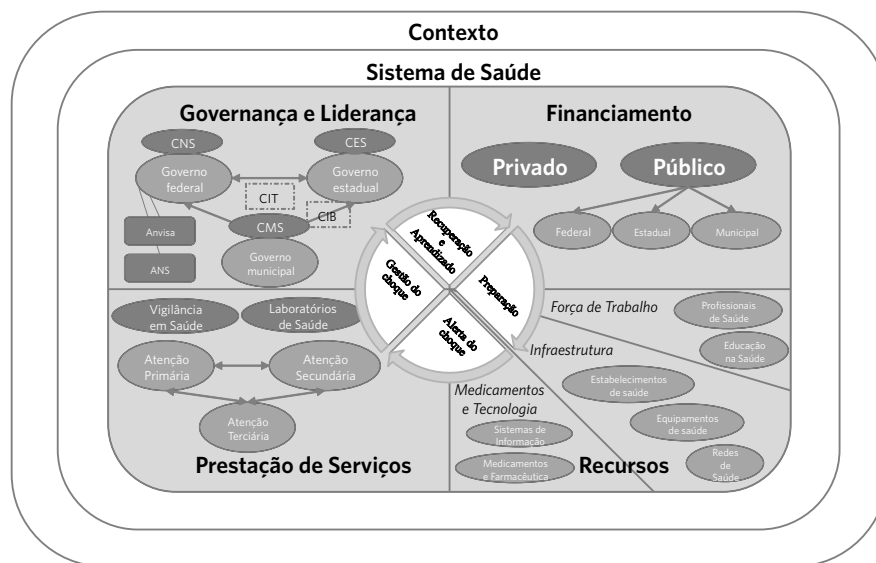 Contexto
Sistema de Saúde
Governança e Liderança
CNS
Governo
federal
CES
Governo
estadual
CIT
CIB
CMS
Governo
municipal
Anvisa
ANS
Financiamento
Privado
Público
Federal
Estadual
Municipal
Recuperação
e
Aprendizado
Preparação
Alerta do
choque
Gestão do
choque
Vigilância
em Saúde
Laboratórios
de Saúde
Atenção
Primária
Atenção
Secundária
Atenção
Terciária
Prestação de Serviços
Força de Trabalho
Profissionais
de Saúde
Educação
na Saúde
Infraestrutura
Estabelecimentos
de saúde
Equipamentos
de saúde
Redes
de
Saúde
Medicamentos
e Tecnologia
Sistemas de
Informação
Medicamentos
e Farmacêutica
Recursos